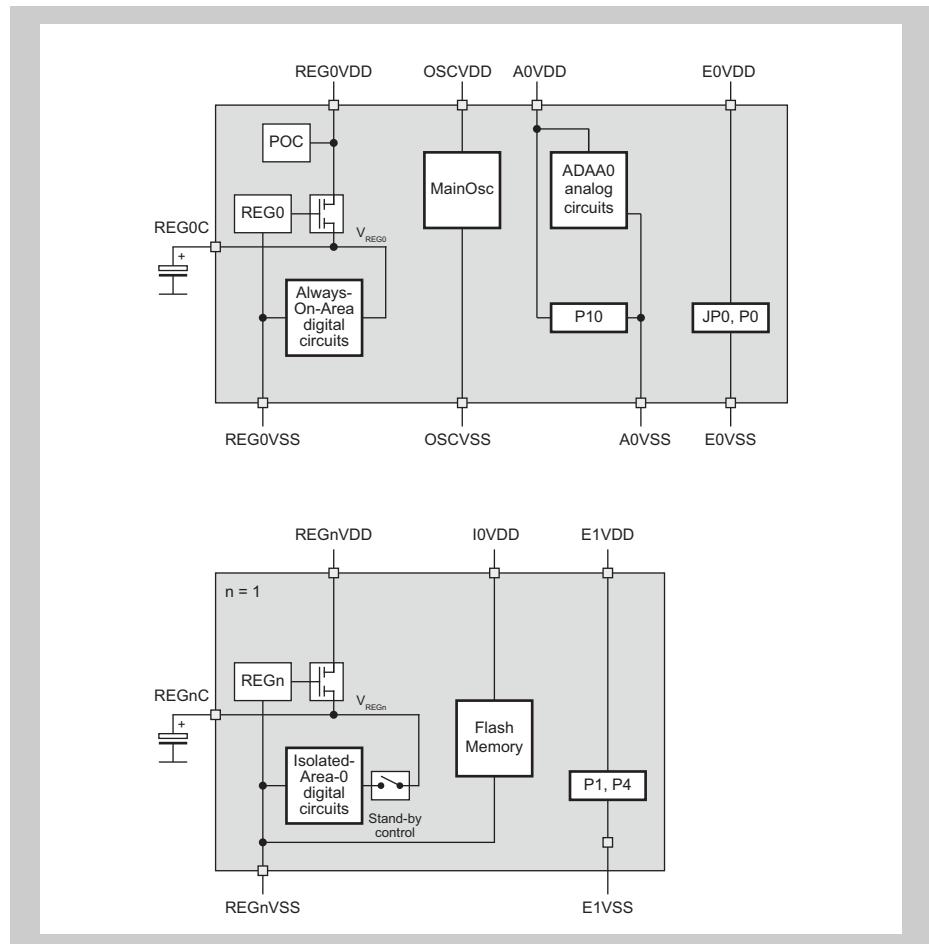 REG0VDD OSCVDD A0VDD E0VDD
POC
MainOsc
ADAA0
analog
circuits
REG0
REG0C
VREG0
+
Always-
On-Area
digital
circuits
P10
JP0, P0
REG0VSS OSCVSS A0VSS E0VSS
REGnVDD I0VDD E1VDD
n = 1
REGn
REGnC
VREGn
+
Flash
Memory
Isolated-
Area-0
digital
circuits
Stand-by
control
P1, P4
REGnVSS E1VSS